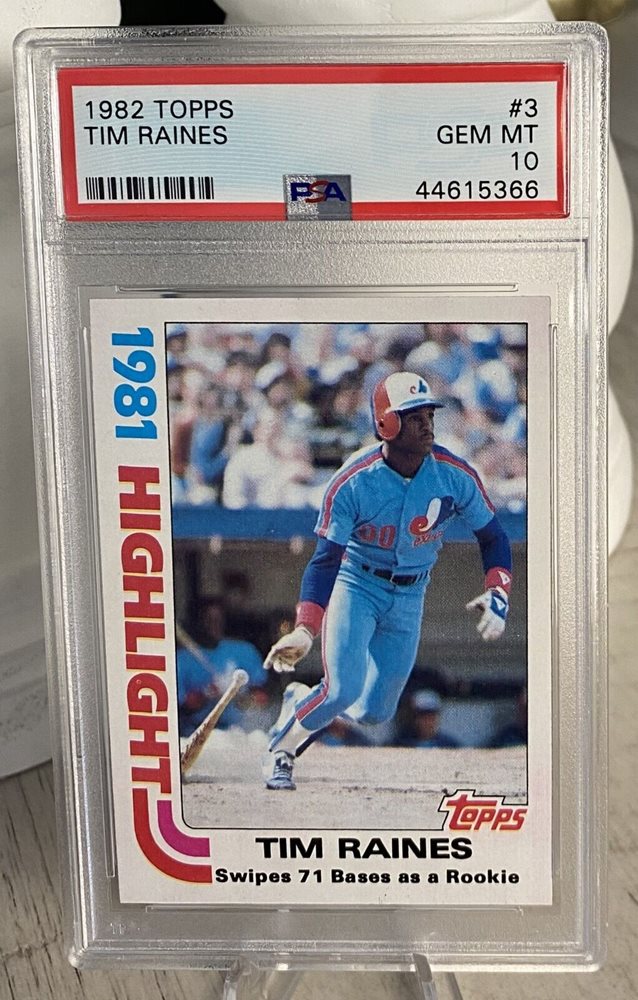 1982 TOPPS #3
TIM RAINES GEM MT
10
PSA 44615366
1981 HIGHLIGHT
TOPPS
TIM RAINES
Swipes 71 Bases as a Rookie